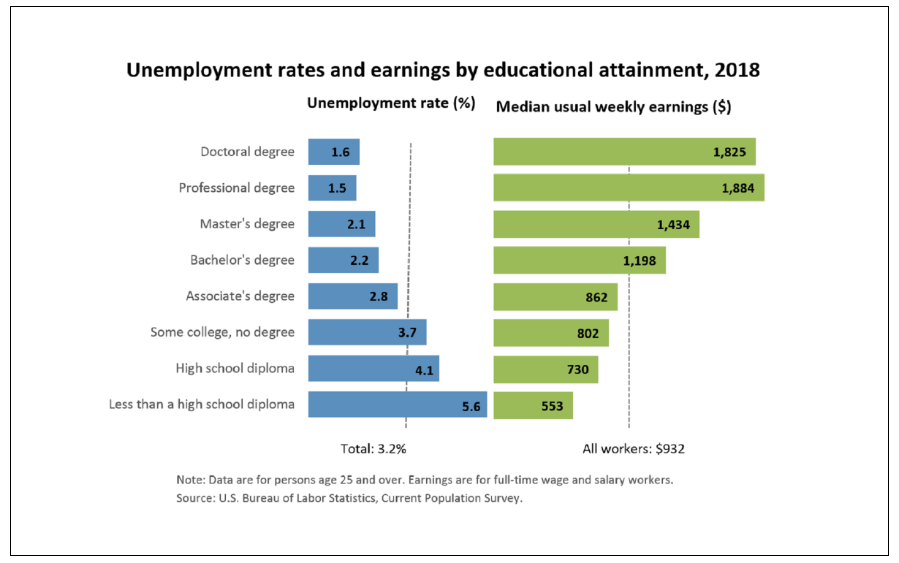 Unemployment rates and earnings by educational attainment, 2018
Unemployment rate (%)
Median usual weekly earnings ($)
Doctoral degree 1.6 1,825
Professional degree 1.5 1,884
Master's degree 2.1 1,434
Bachelor's degree 2.2 1,198
Associate's degree 2.8 862
Some college, no degree 3.7 802
High school diploma 4.1 730
Less than a high school diploma 5.6 553
Total: 3.2%
All workers: $932
Note: Data are for persons age 25 and over. Earnings are for full-time wage and salary workers.
Source: U.S. Bureau of Labor Statistics, Current Population Survey.